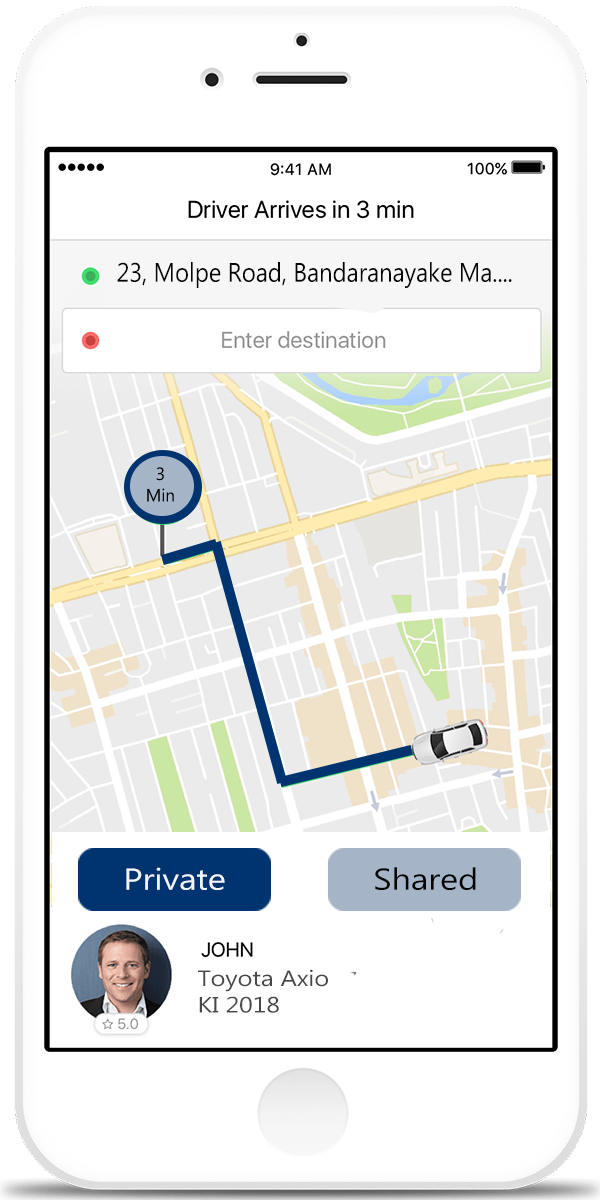 9:41 AM 100%
Driver Arrives in 3 min
23, Molpe Road, Bandaranayake Ma....
Enter destination
3
Min
Private Shared
JOHN
Toyota Axio
KI 2018
5.0